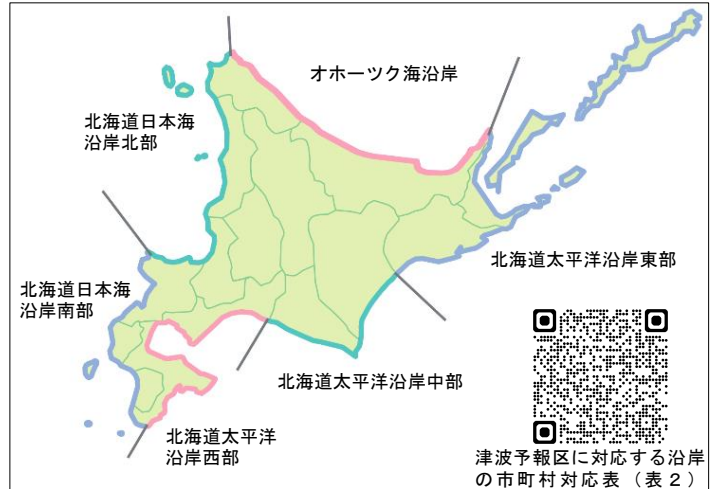 オホーツク海沿岸
北海道日本海
沿岸北部
北海道太平洋沿岸東部
北海道日本海
沿岸南部
北海道太平洋沿岸中部
北海道太平洋
沿岸西部
津波予報区に対応する沿岸
の市町村対応表（表２）